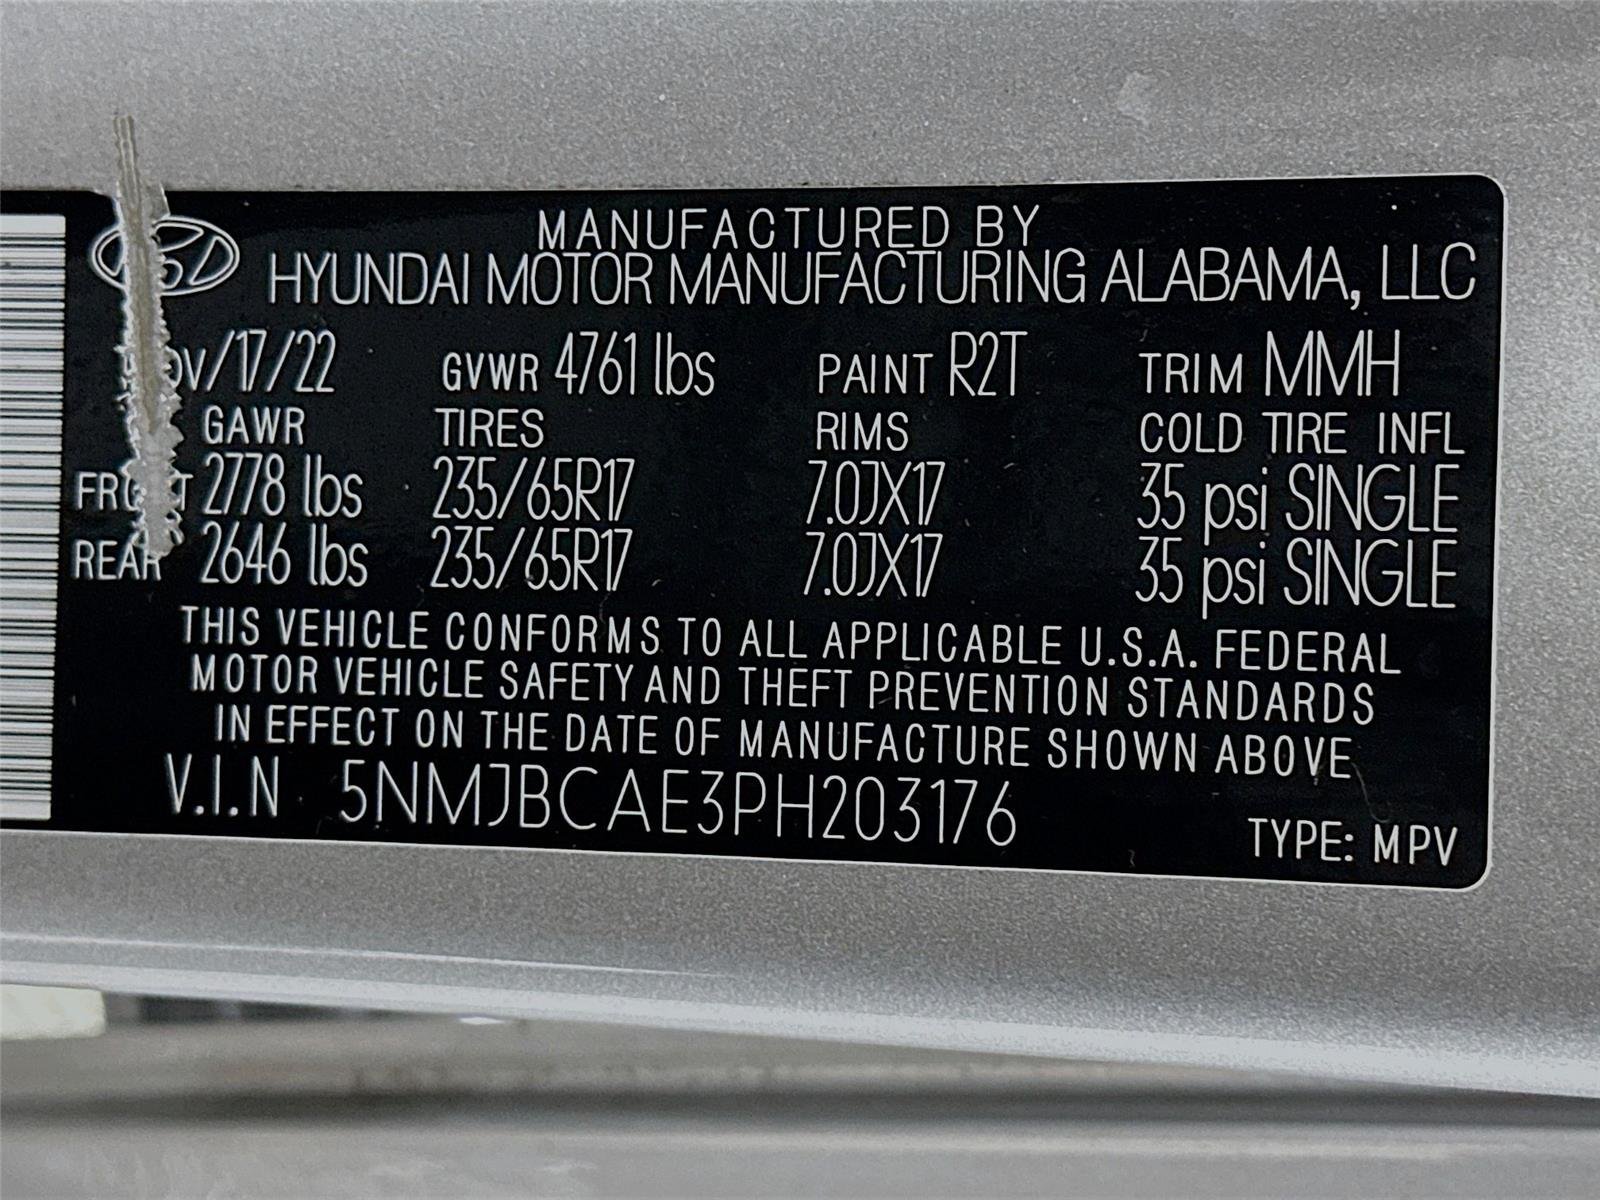 MANUFACTURED BY
HYUNDAI MOTOR MANUFACTURING ALABAMA, LLC
/17/22 GVWR 4761 lbs PAINT R2T TRIM MMH
GAWR TIRES RIMS COLD TIRE INFL
2778 lbs 235/65R17 7.0JX17 35 psi SINGLE
REAR 2646 lbs 235/65R17 7.0JX17 35 psi SINGLE
THIS VEHICLE CONFORMS TO ALL APPLICABLE U.S.A. FEDERAL
MOTOR VEHICLE SAFETY AND THEFT PREVENTION STANDARDS
IN EFFECT ON THE DATE OF MANUFACTURE SHOWN ABOVE
V.I.N 5NMJBCAE3PH203176
TYPE: MPV